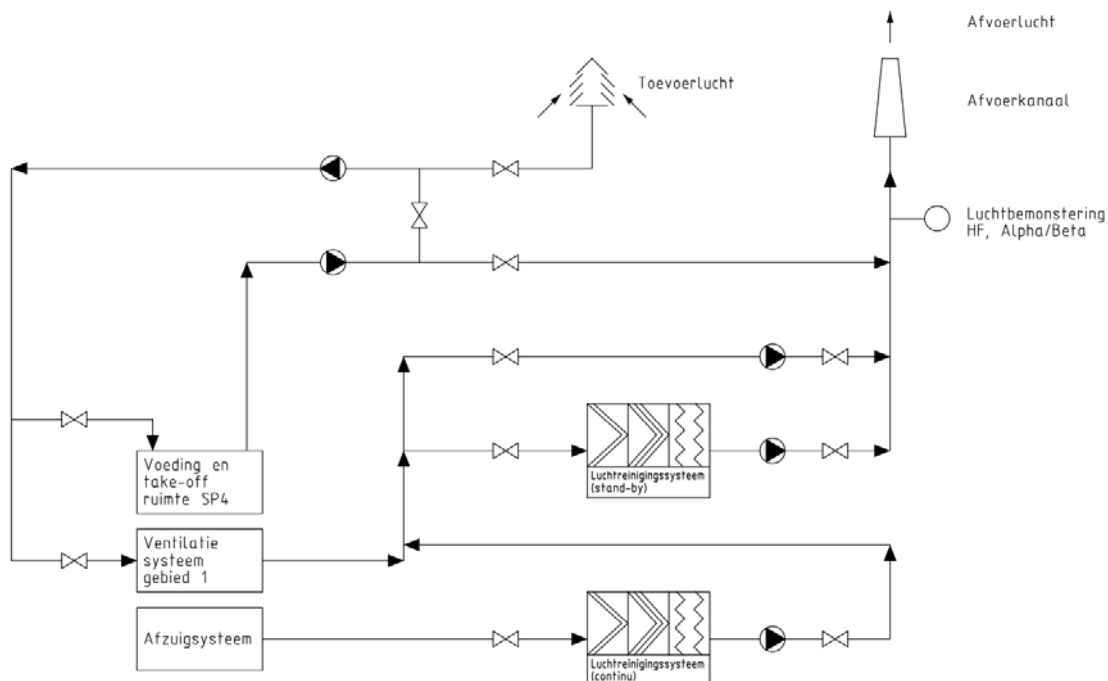 Afvoerlucht
Toevoerlucht
Afvoerkanaal
Luchtbemonstering
HF, Alpha/Beta
Voeding en
take-off
ruimte SP4
Luchtreinigingssysteem
(stand-by)
Ventilatie
systeem
gebied 1
Afzuigsysteem
Luchtreinigingssysteem
(continu)